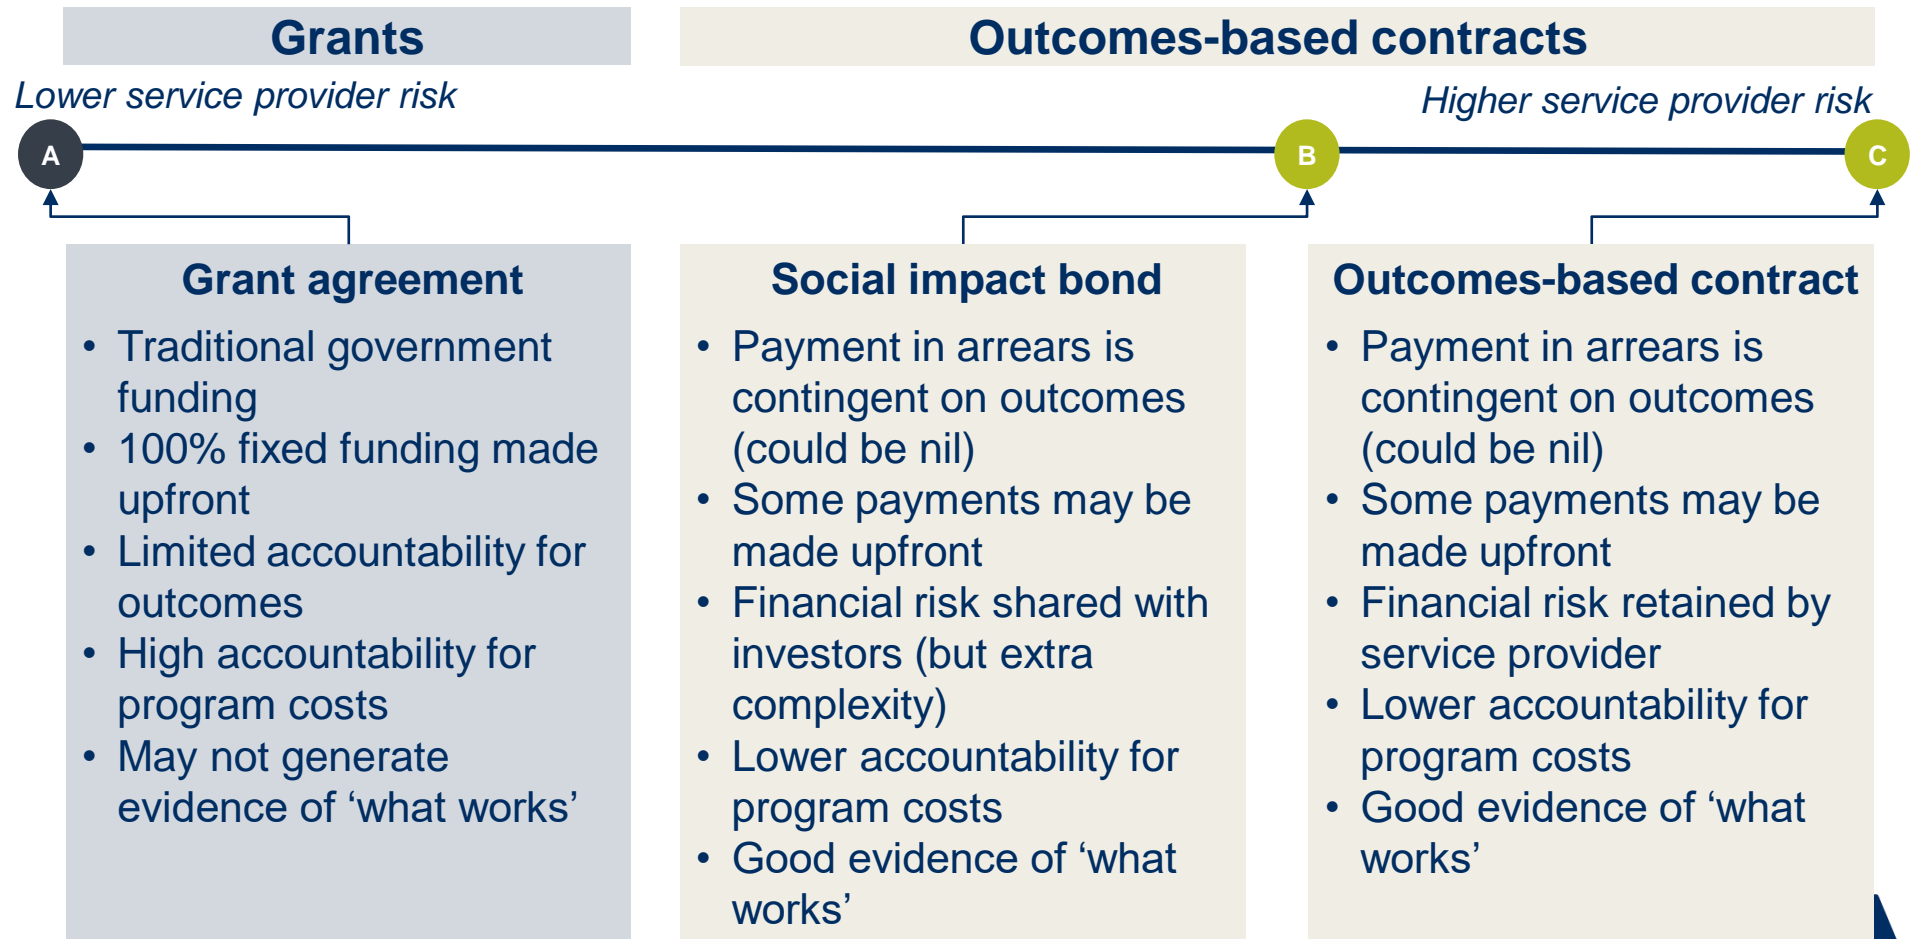 Grants
Outcomes-based contracts
Lower service provider risk
Higher service provider risk
A
B
C
Grant agreement
• Traditional government
funding
• 100% fixed funding made
upfront
• Limited accountability for
outcomes
• High accountability for
program costs
• May not generate
evidence of ‘what works’
Social impact bond
• Payment in arrears is
contingent on outcomes
(could be nil)
• Some payments may be
made upfront
• Financial risk shared with
investors (but extra
complexity)
• Lower accountability for
program costs
• Good evidence of ‘what
works’
Outcomes-based contract
• Payment in arrears is
contingent on outcomes
(could be nil)
• Some payments may be
made upfront
• Financial risk retained by
service provider
• Lower accountability for
program costs
• Good evidence of ‘what
works’